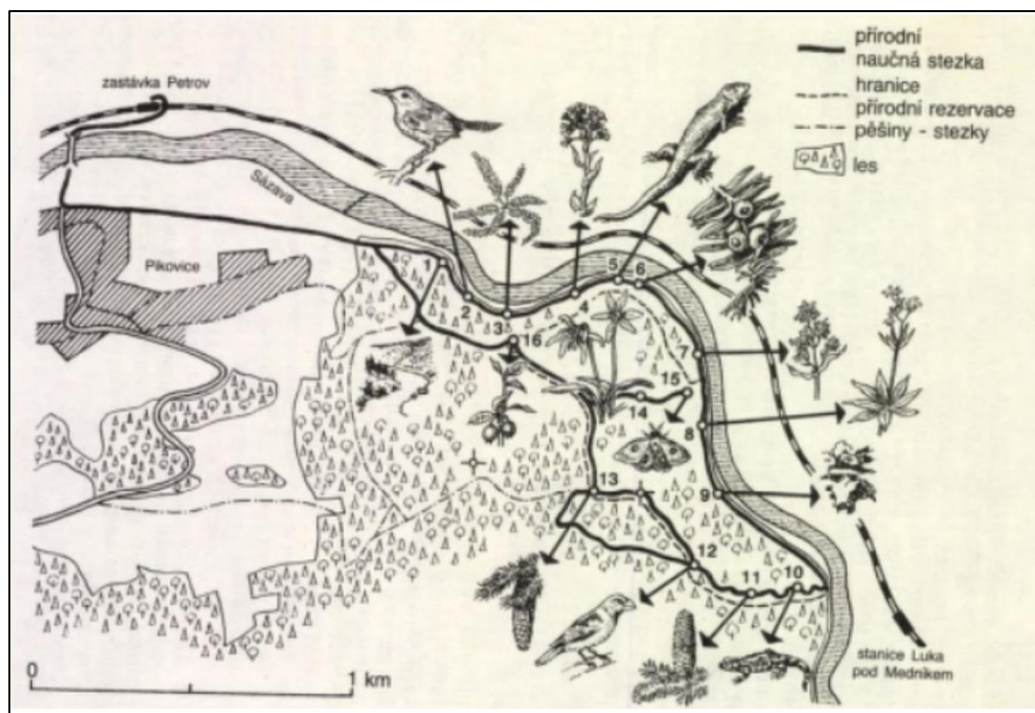 zastávka Petrov
přírodní
naučná stezka
hranice
přírodní rezervace
pěšiny - stezky
les
Sázava
Pikovice
1
2
3
4
5
6
7
8
9
10
11
12
13
14
15
16
stanice Luka
pod Medníkem
0
1 km